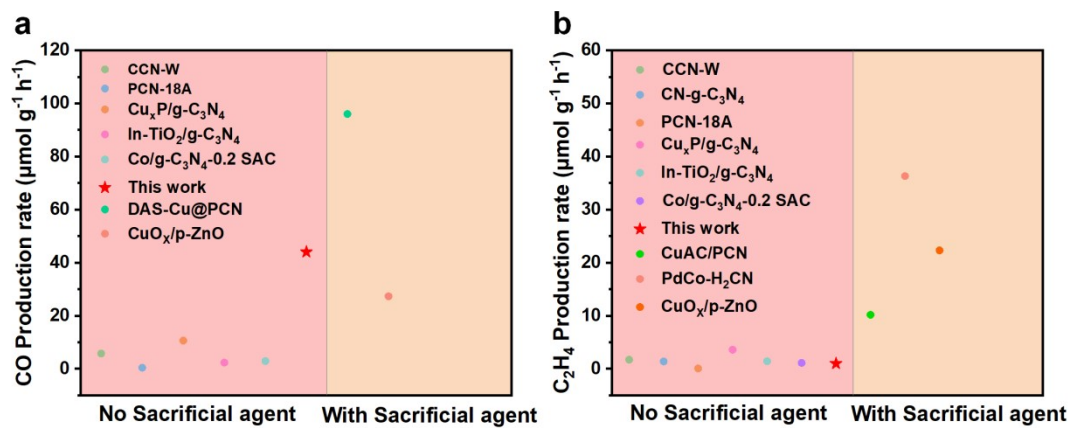 a
CO Production rate (μmol g⁻¹ h⁻¹)
120
100
80
60
40
20
0
CCN-W
PCN-18A
CuₓP/g-C₃N₄
In-TiO₂/g-C₃N₄
Co/g-C₃N₄-0.2 SAC
This work
DAS-Cu@PCN
CuOₓ/p-ZnO
No Sacrificial agent
With Sacrificial agent
b
C₂H₄ Production rate (μmol g⁻¹ h⁻¹)
60
50
40
30
20
10
0
CCN-W
CN-g-C₃N₄
PCN-18A
CuₓP/g-C₃N₄
In-TiO₂/g-C₃N₄
Co/g-C₃N₄-0.2 SAC
This work
CuAC/PCN
PdCo-H₂CN
CuOₓ/p-ZnO
No Sacrificial agent
With Sacrificial agent